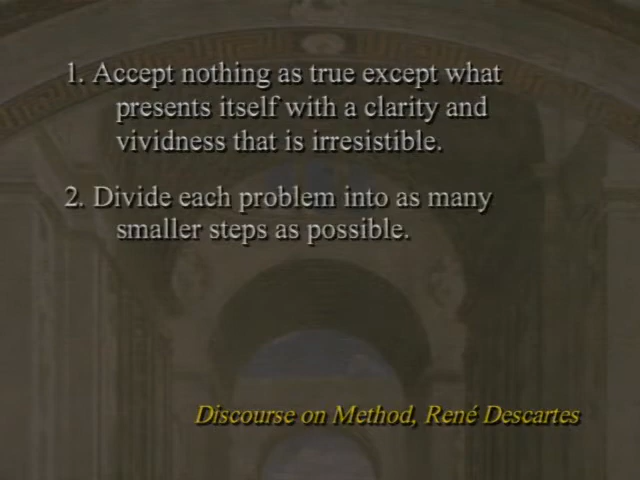 1. Accept nothing as true except what
presents itself with a clarity and
vividness that is irresistible.
2. Divide each problem into as many
smaller steps as possible.
Discourse on Method, René Descartes